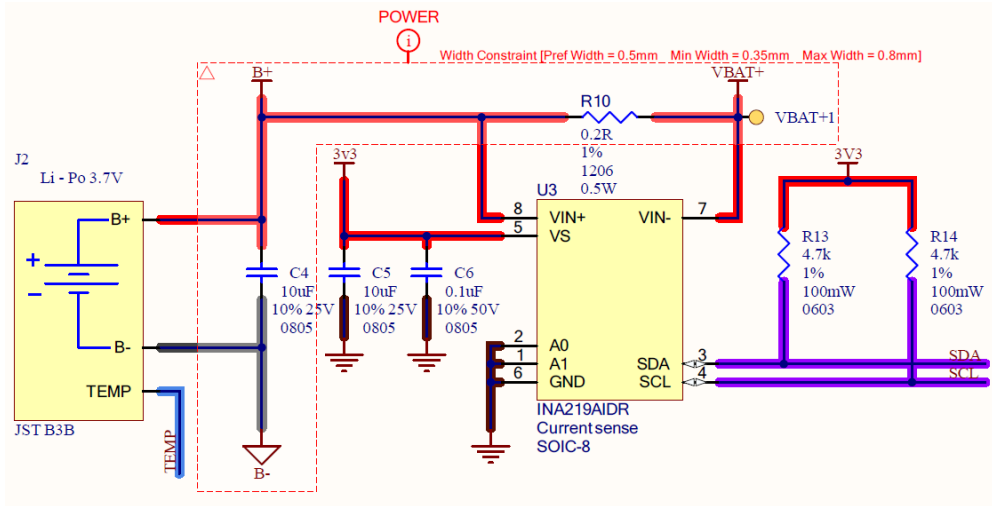 POWER
i
Width Constraint [Pref Width = 0.5mm Min Width = 0.35mm Max Width = 0.8mm]
B+
VBAT+
R10
VBAT+1
0.2R
1%
1206
0.5W
J2
Li - Po 3.7V
3v3
3V3
U3
B+
8
VIN+
VIN-
7
5
VS
R13
4.7k
1%
100mW
0603
R14
4.7k
1%
100mW
0603
+
-
C4
10uF
10% 25V
0805
C5
10uF
10% 25V
0805
C6
0.1uF
10% 50V
0805
B-
2
A0
1
A1
6
GND
SDA
3
SDA
SCL
4
SCL
TEMP
JST B3B
TEMP
B-
INA219AIDR
Current sense
SOIC-8